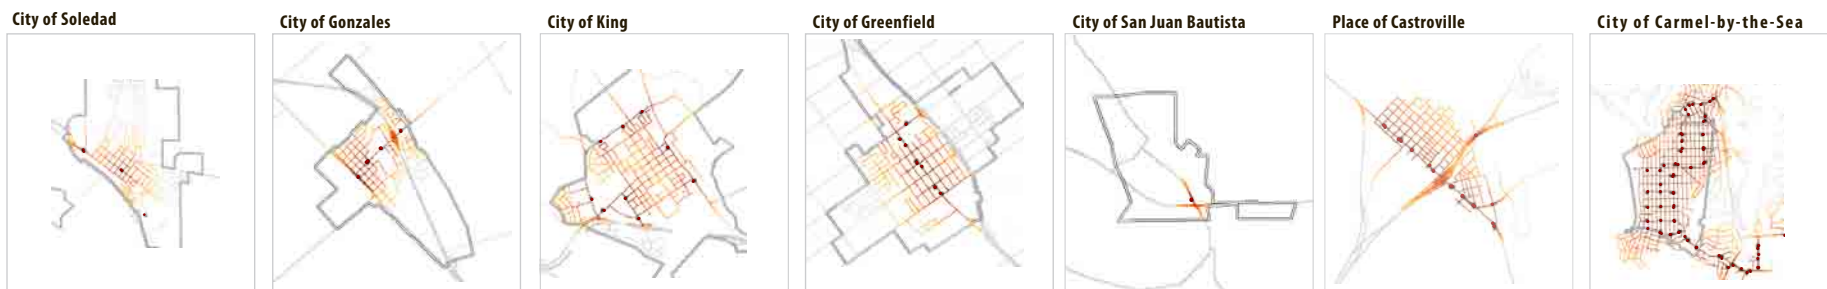 City of Soledad
City of Gonzales
City of King
City of Greenfield
City of San Juan Bautista
Place of Castroville
City of Carmel-by-the-Sea